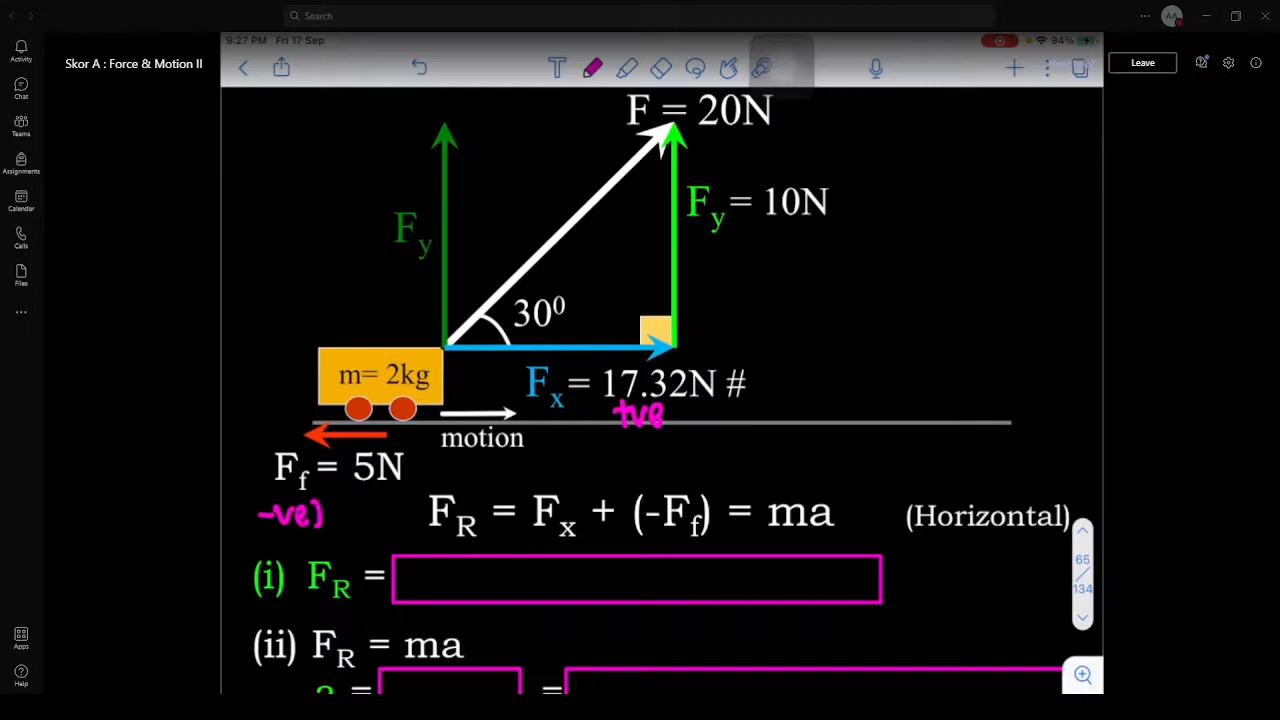 Search
AA
9:27 PM Fri 17 Sep
94%
Activity
Skor A : Force & Motion II
Leave
Chat
Teams
Assignments
Calendar
Calls
Files
Apps
Help
T
F = 20N
Fy
Fy = 10N
30⁰
m= 2kg
Fx = 17.32N #
+ve
motion
Ff = 5N
-ve)
FR = Fx + (-Ff) = ma (Horizontal)
65
/
134
(i) FR =
(ii) FR = ma
a = =